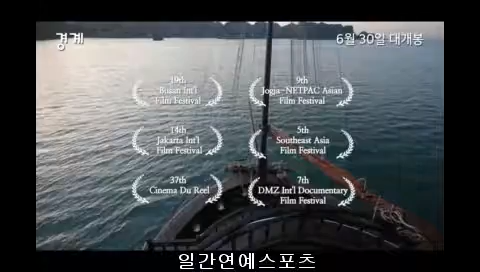 경계
6월 30일 대개봉
19th
Busan Int'l
Film Festival
9th
Jogja-NETPAC Asian
Film Festival
14th
Jakarta Int'l
Film Festival
5th
Southeast Asia
Film Festival
37th
Cinema Du Reel
7th
DMZ Int'l Documentary
Film Festival
일간연예스포츠